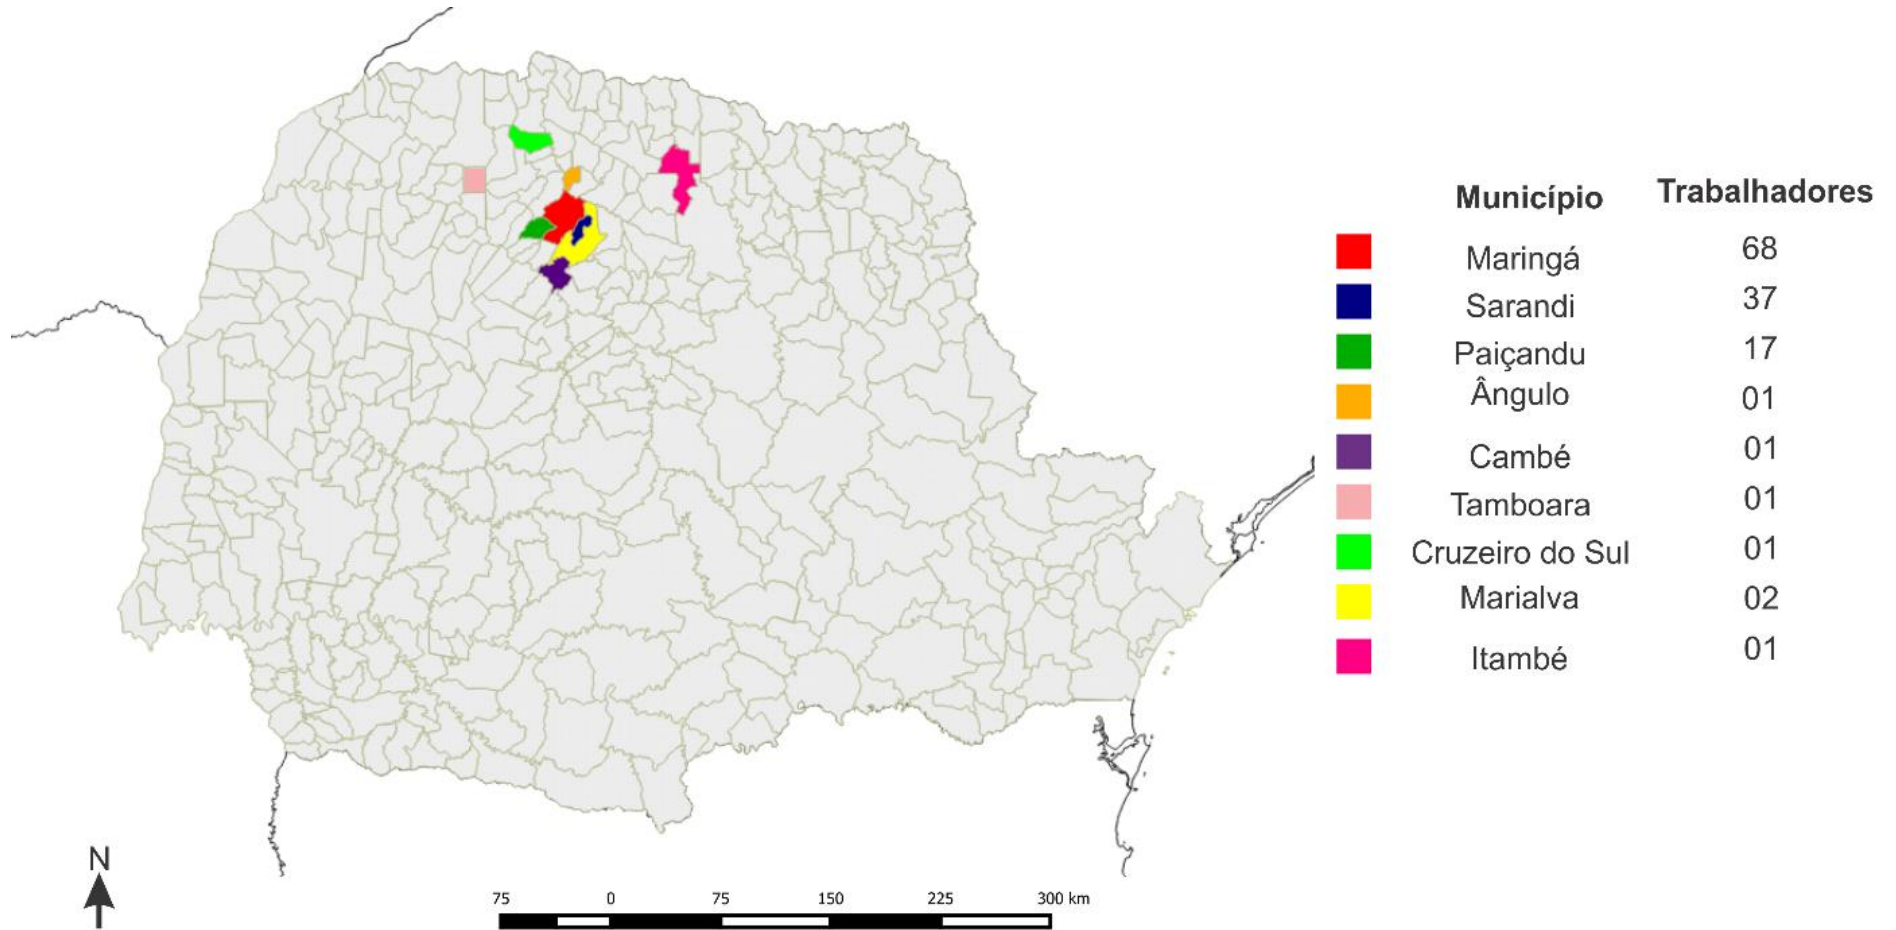 Município Trabalhadores
Maringá 68
Sarandi 37
Paiçandu 17
Ângulo 01
Cambé 01
Tamboara 01
Cruzeiro do Sul 01
Marialva 02
Itambé 01
N
75 0 75 150 225 300 km